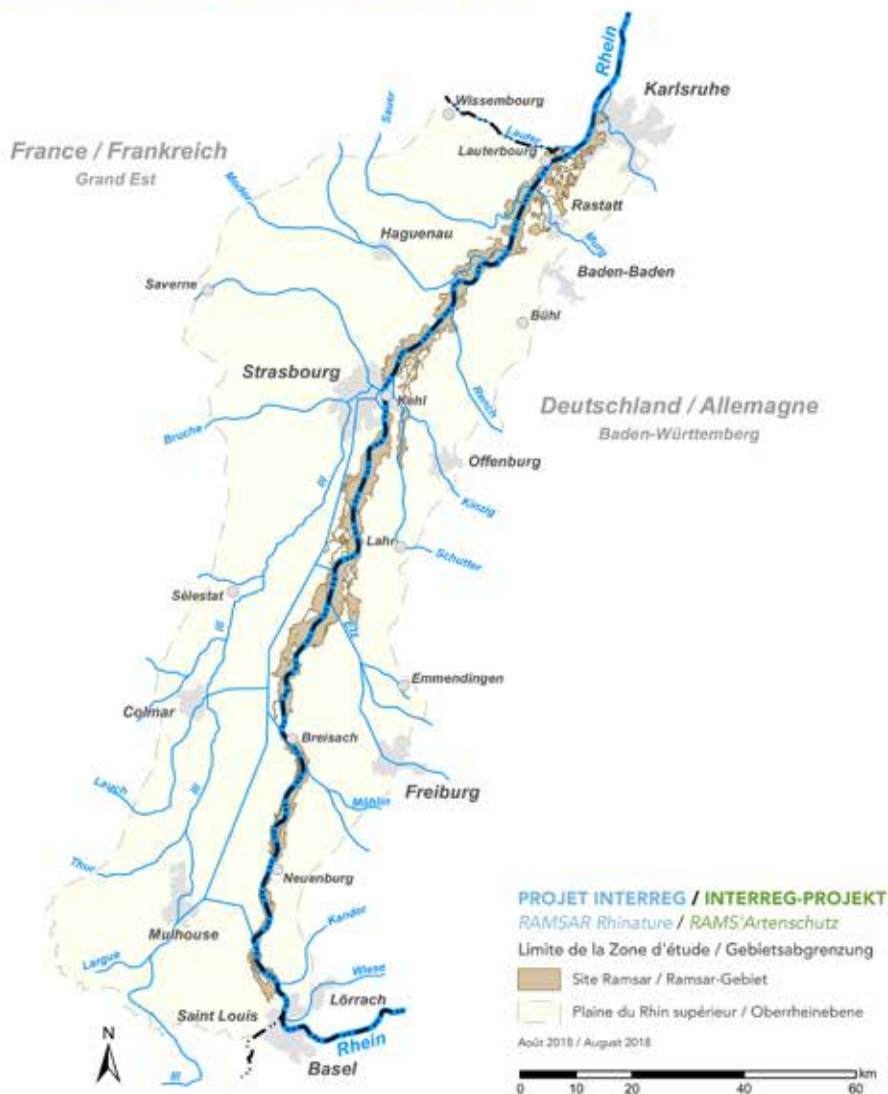 Rhein
Karlsruhe
Wissembourg
Sauer
Lauter
Lauterbourg
France / Frankreich
Grand Est
Moder
Rastatt
Haguenau
Murg
Baden-Baden
Saverne
Bühl
Strasbourg
Kehl
Rench
Deutschland / Allemagne
Baden-Württemberg
Bruche
Offenburg
Ill
Kinzig
Lahr
Schutter
Sélestat
Ill
Elz
Emmendingen
Colmar
Breisach
Lauch
Ill
Freiburg
Möhlin
Thur
Neuenburg
Kander
Mulhouse
Largue
Wiese
Lörrach
Saint Louis
N
Rhein
Basel
Ill
PROJET INTERREG / INTERREG-PROJEKT
RAMSAR Rhinature / RAMS'Artenschutz
Limite de la Zone d'étude / Gebietsabgrenzung
Site Ramsar / Ramsar-Gebiet
Plaine du Rhin supérieur / Oberrheinebene
Août 2018 / August 2018
km
0 10 20 40 60